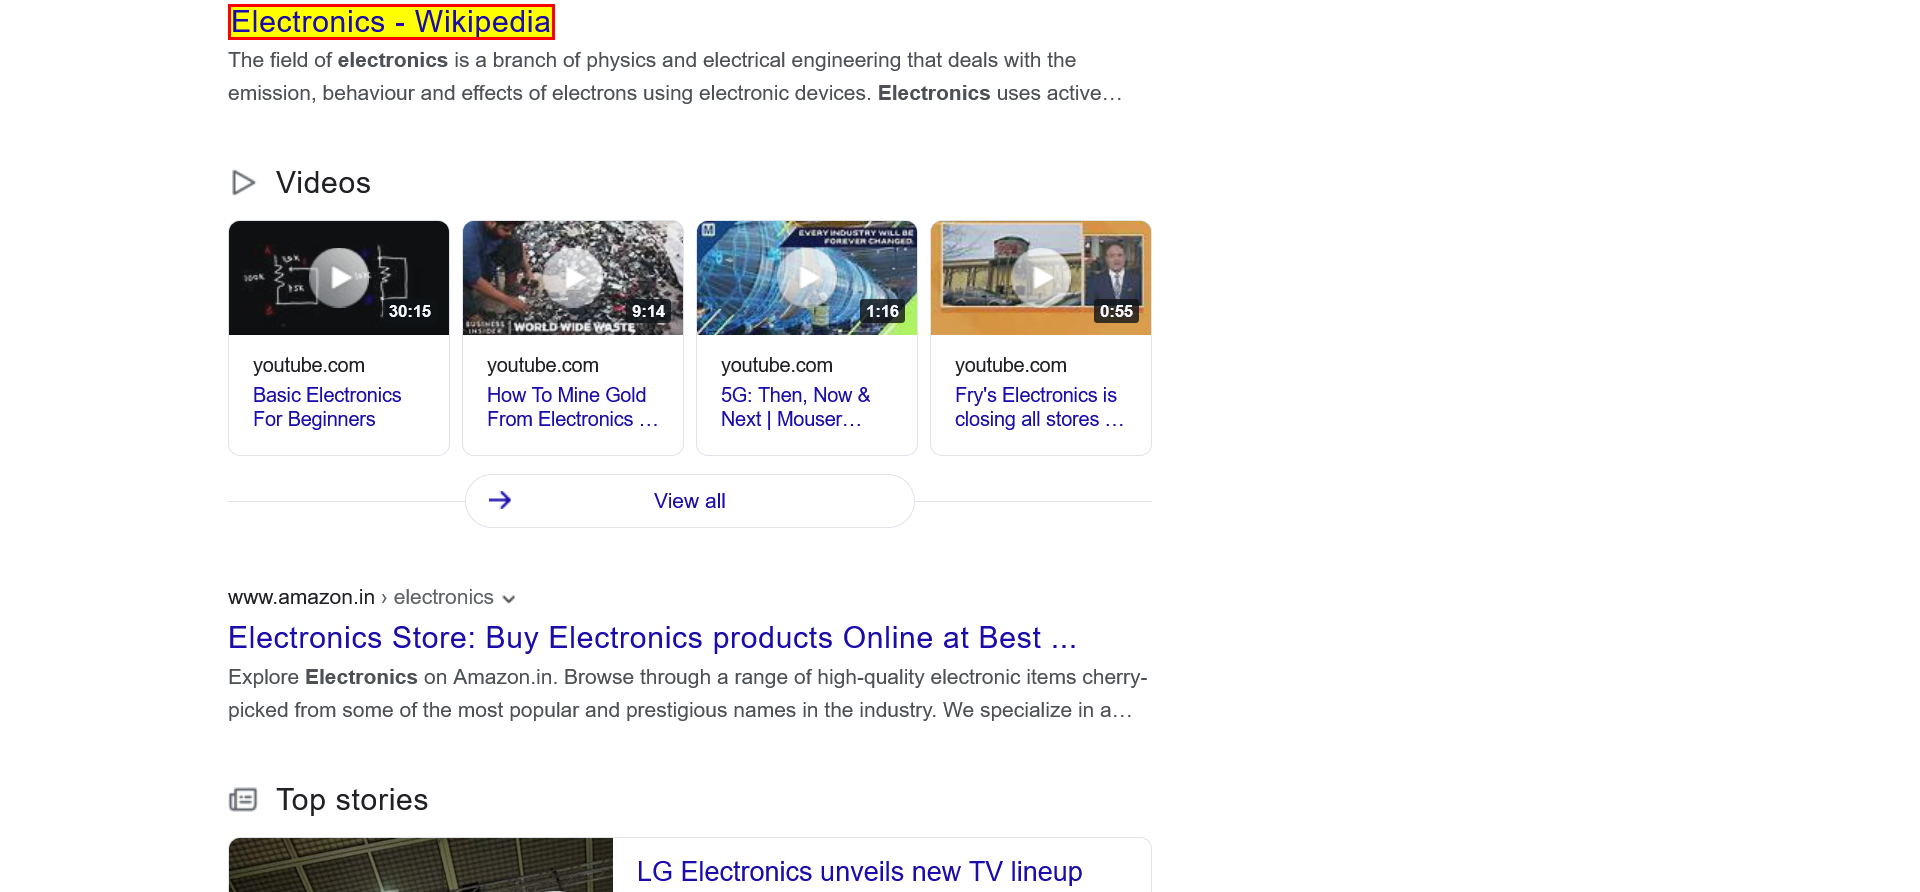 Electronics - Wikipedia
The field of electronics is a branch of physics and electrical engineering that deals with the
emission, behaviour and effects of electrons using electronic devices. Electronics uses active…
Videos
30:15
youtube.com
Basic Electronics
For Beginners
BUSINESS
INSIDER
WORLD WIDE WASTE
9:14
youtube.com
How To Mine Gold
From Electronics …
M
EVERY INDUSTRY WILL BE
FOREVER CHANGED.
1:16
youtube.com
5G: Then, Now &
Next | Mouser…
0:55
youtube.com
Fry's Electronics is
closing all stores …
View all
www.amazon.in › electronics
Electronics Store: Buy Electronics products Online at Best ...
Explore Electronics on Amazon.in. Browse through a range of high-quality electronic items cherry-
picked from some of the most popular and prestigious names in the industry. We specialize in a…
Top stories
LG Electronics unveils new TV lineup